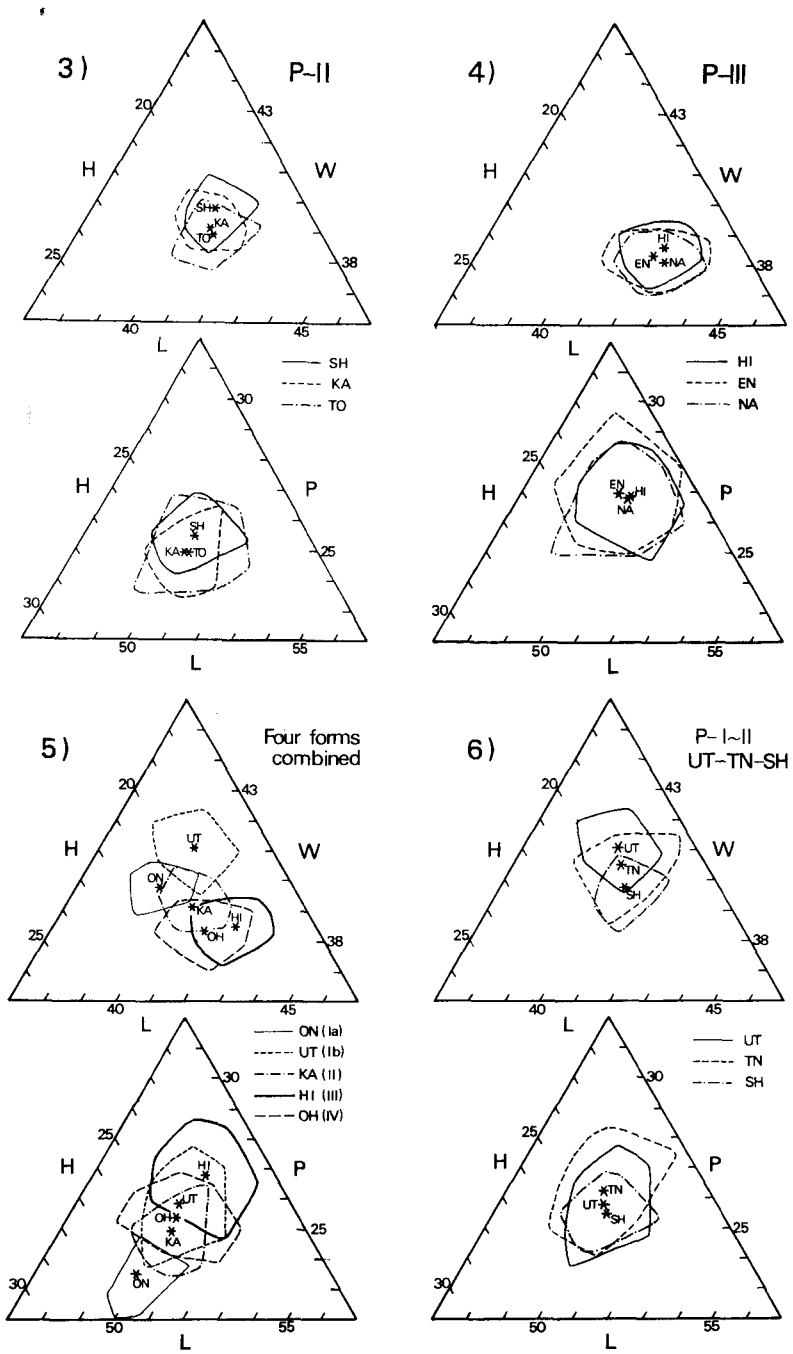 3)
P-II
20
43
H
W
SH
KA
TO
25
38
40
45
L
SH
KA
TO
30
25
H
P
SH
KA
TO
25
30
50
55
L
4)
P-III
20
43
H
W
HI
EN
NA
25
38
40
45
L
HI
EN
NA
30
25
H
P
EN
HI
NA
25
30
50
55
L
5)
Four forms
combined
20
43
H
W
UT
ON
KA
HI
OH
25
38
40
45
L
ON (Ia)
UT (Ib)
KA (II)
HI (III)
OH (IV)
30
25
H
P
HI
UT
OH
KA
25
ON
30
50
55
L
6)
P-I~II
UT-TN-SH
20
43
H
W
UT
TN
SH
25
38
40
45
L
UT
TN
SH
30
25
H
P
TN
UT
SH
25
30
50
55
L